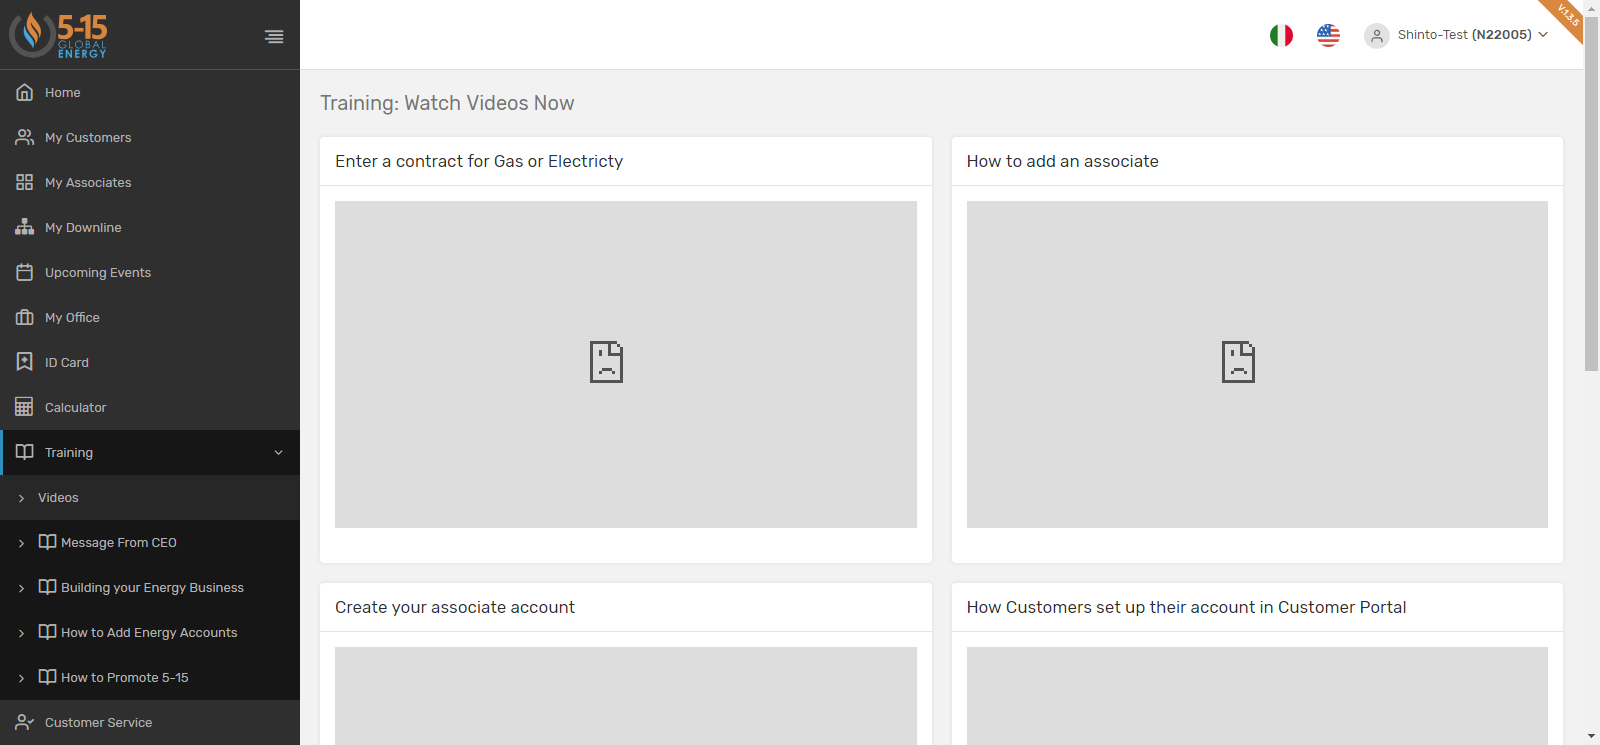 5-15
GLOBAL
ENERGY
Shinto-Test (N22005)
V.1.3.5
Home
My Customers
My Associates
My Downline
Upcoming Events
My Office
ID Card
Calculator
Training
Videos
Message From CEO
Building your Energy Business
How to Add Energy Accounts
How to Promote 5-15
Customer Service
Training: Watch Videos Now
Enter a contract for Gas or Electricty
How to add an associate
Create your associate account
How Customers set up their account in Customer Portal